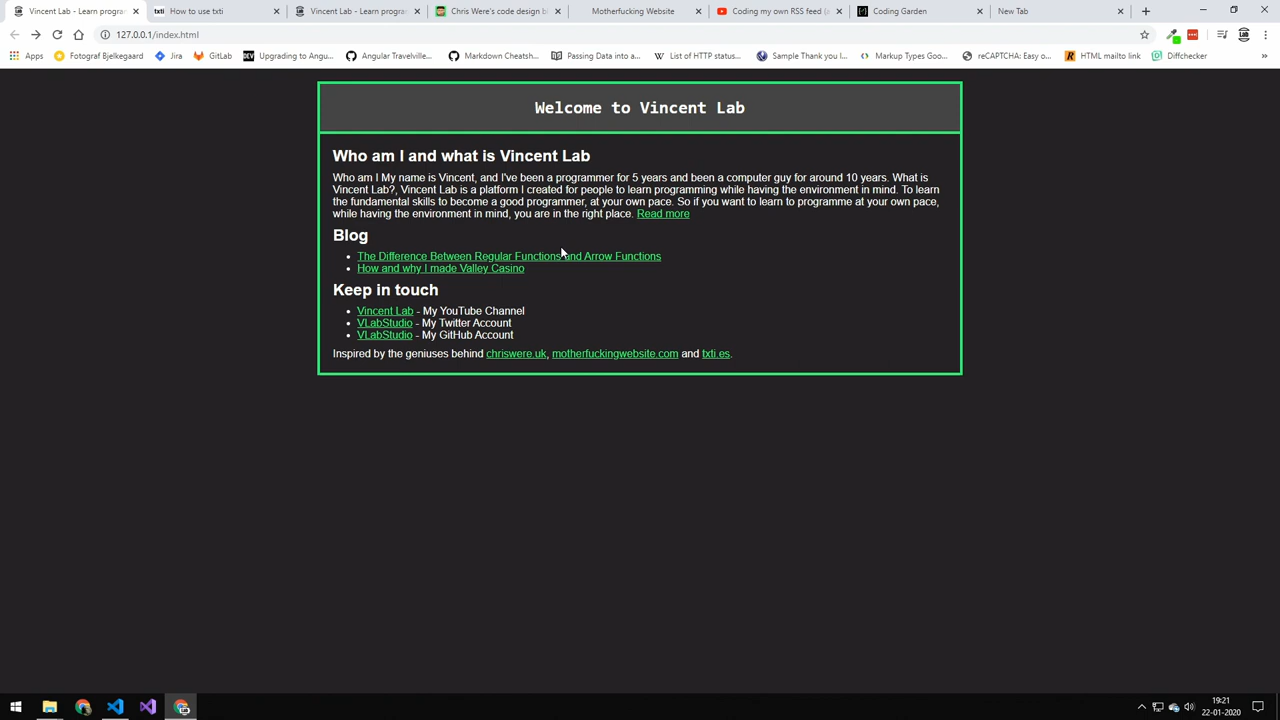 Vincent Lab - Learn progra
How to use txti
Vincent Lab - Learn progra
Chris Were's code design b
Motherfucking Website
Coding my own RSS feed (a
Coding Garden
New Tab
127.0.0.1/index.html
Apps
Fotograf Bjelkegaard
Jira
GitLab
Upgrading to Angu...
Angular Travelville...
Markdown Cheatsh...
Passing Data into a...
List of HTTP status...
Sample Thank you l...
Markup Types Goo...
reCAPTCHA: Easy o...
HTML mailto link
Diffchecker
Welcome to Vincent Lab
Who am I and what is Vincent Lab
Who am I My name is Vincent, and I've been a programmer for 5 years and been a computer guy for around 10 years. What is
Vincent Lab?, Vincent Lab is a platform I created for people to learn programming while having the environment in mind. To learn
the fundamental skills to become a good programmer, at your own pace. So if you want to learn to programme at your own pace,
while having the environment in mind, you are in the right place. Read more
Blog
The Difference Between Regular Functions and Arrow Functions
How and why I made Valley Casino
Keep in touch
Vincent Lab - My YouTube Channel
VLabStudio - My Twitter Account
VLabStudio - My GitHub Account
Inspired by the geniuses behind chriswere.uk, motherfuckingwebsite.com and txti.es.
19:21
22-01-2020